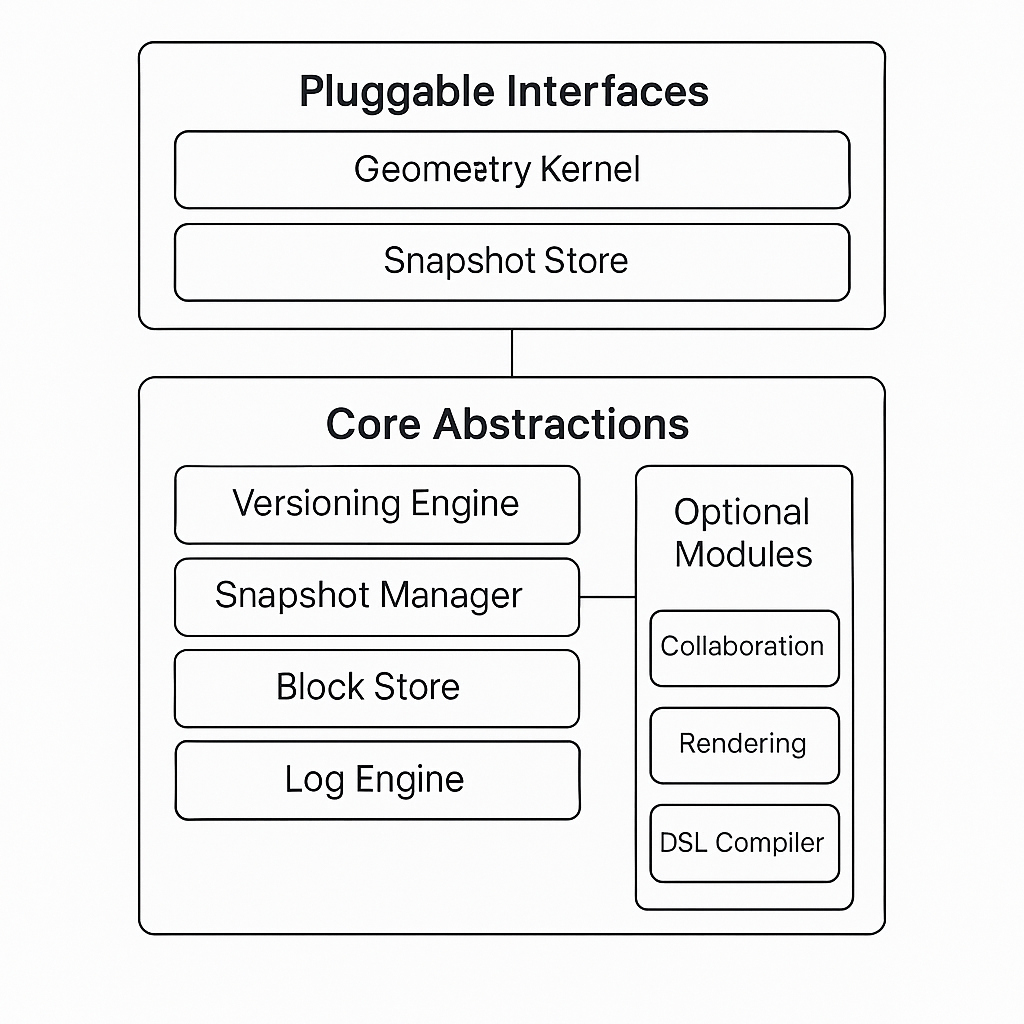 Pluggable Interfaces
Geomeetry Kernel
Snapshot Store
Core Abstractions
Versioning Engine
Snapshot Manager
Block Store
Log Engine
Optional
Modules
Collaboration
Rendering
DSL Compiler